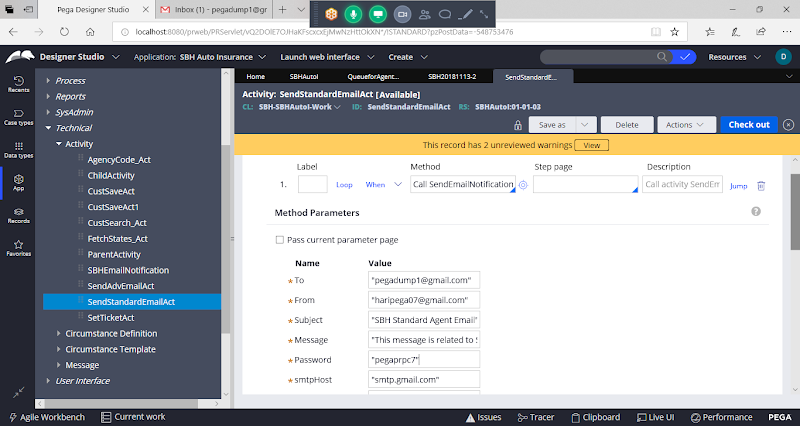 Pega Designer Studio
Inbox (1) - pegadump1@gr
localhost:8080/prweb/PRServlet/vQ2DOlE7OJHaKFscxcxEjMwNzHttOkXN*/!STANDARD?pzPostData=-548753476
Designer Studio
Application: SBH Auto Insurance
Launch web interface
Create
Resources
D
Recents
Case types
Data types
App
Records
Favorites
Process
Reports
SysAdmin
Technical
Activity
AgencyCode_Act
ChildActivity
CustSaveAct
CustSaveAct1
CustSearch_Act
FetchStates_Act
ParentActivity
SBHEmailNotification
SendAdvEmailAct
SendStandardEmailAct
SetTicketAct
Circumstance Definition
Circumstance Template
Message
User Interface
Home
SBHAutoI
QueueforAgent...
SBH20181113-2
SendStandardE...
Activity: SendStandardEmailAct [Available]
CL: SBH-SBHAutoI-Work
ID: SendStandardEmailAct
RS: SBHAutoI:01-01-03
Save as
Delete
Actions
Check out
This record has 2 unreviewed warnings
View
Label
Method
Step page
Description
1.
Loop
When
Call SendEmailNotification
Call activity SendEm
Jump
Method Parameters
?
Pass current parameter page
Name
Value
*To
"pegadump1@gmail.com"
*From
"haripega07@gmail.com"
*Subject
"SBH Standard Agent Email"
*Message
"This message is related to S
*Password
"pegaprpc7"
*smtpHost
"smtp.gmail.com"
Agile Workbench
Current work
Issues
Tracer
Clipboard
Live UI
Performance
PEGA